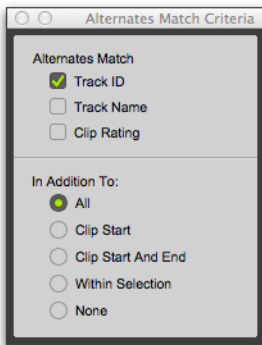 Alternates Match Criteria
Alternates Match
Track ID
Track Name
Clip Rating
In Addition To:
All
Clip Start
Clip Start And End
Within Selection
None